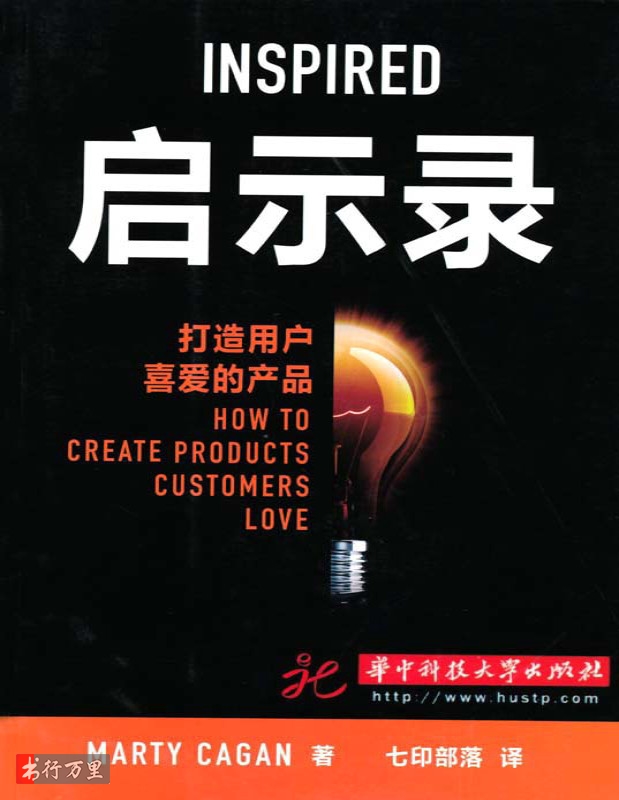 INSPIRED
启示录
打造用户
喜爱的产品
HOW TO
CREATE PRODUCTS
CUSTOMERS
LOVE
华中科技大学出版社
http://www.hustp.com
MARTY CAGAN 著 七印部落 译
书行万里